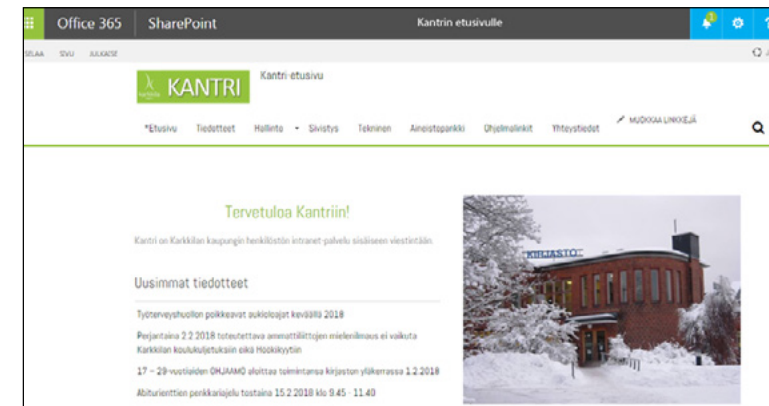 Office 365 SharePoint Kantrin etusivulle
SELAA SIVU JULKAISE
KANTRI Kantri-etusivu
*Etusivu Tiedotteet Hallinto Sivistys Tekninen Aineistopankki Ohjelmalinkit Yhteystiedot MUOKKAA LINKKEJÄ
Tervetuloa Kantriin!
Kantri on Karkkilan kaupungin henkilöstön intranet-palvelu sisäiseen viestintään.
KIRJASTO
Uusimmat tiedotteet
Työterveyshuollon poikkeavat aukioloajat keväällä 2018
Perjantaina 2.2.2018 toteutettava ammattiliittojen mielenilmaus ei vaikuta
Karkkilan koulukuljetuksiin eikä Höökikyytiin
17 – 29-vuotiaiden OHJAAMO aloittaa toimintansa kirjaston yläkerrassa 1.2.2018
Abiturienttien penkkariajelu torstaina 15.2.2018 klo 9.45 - 11.40